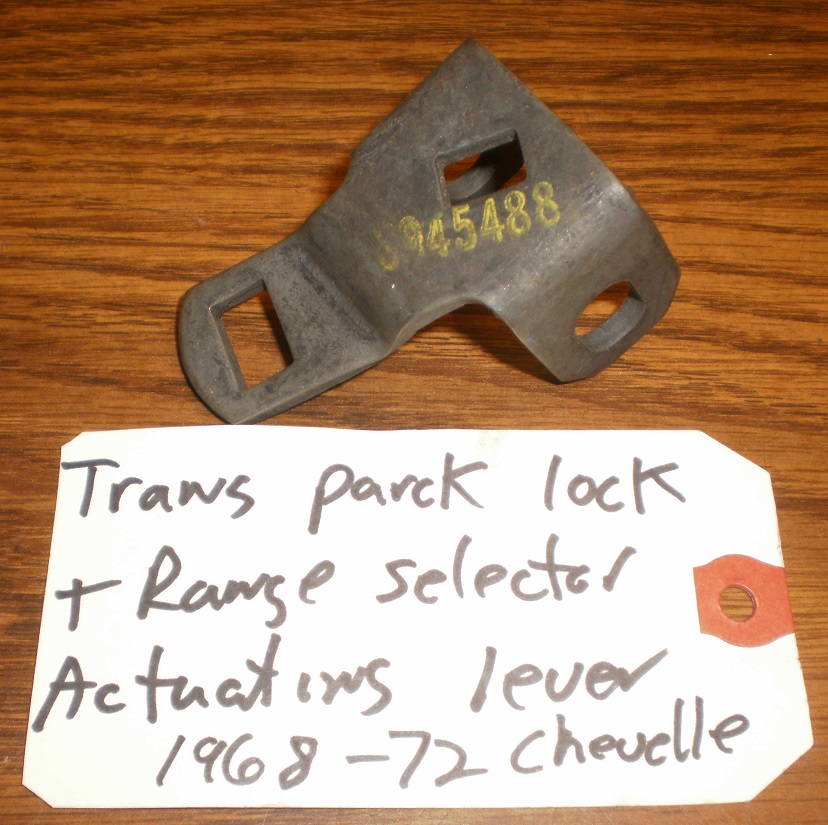 3945488
Trans parck lock
+ Range selector
Actuating lever
1968-72 Chevelle